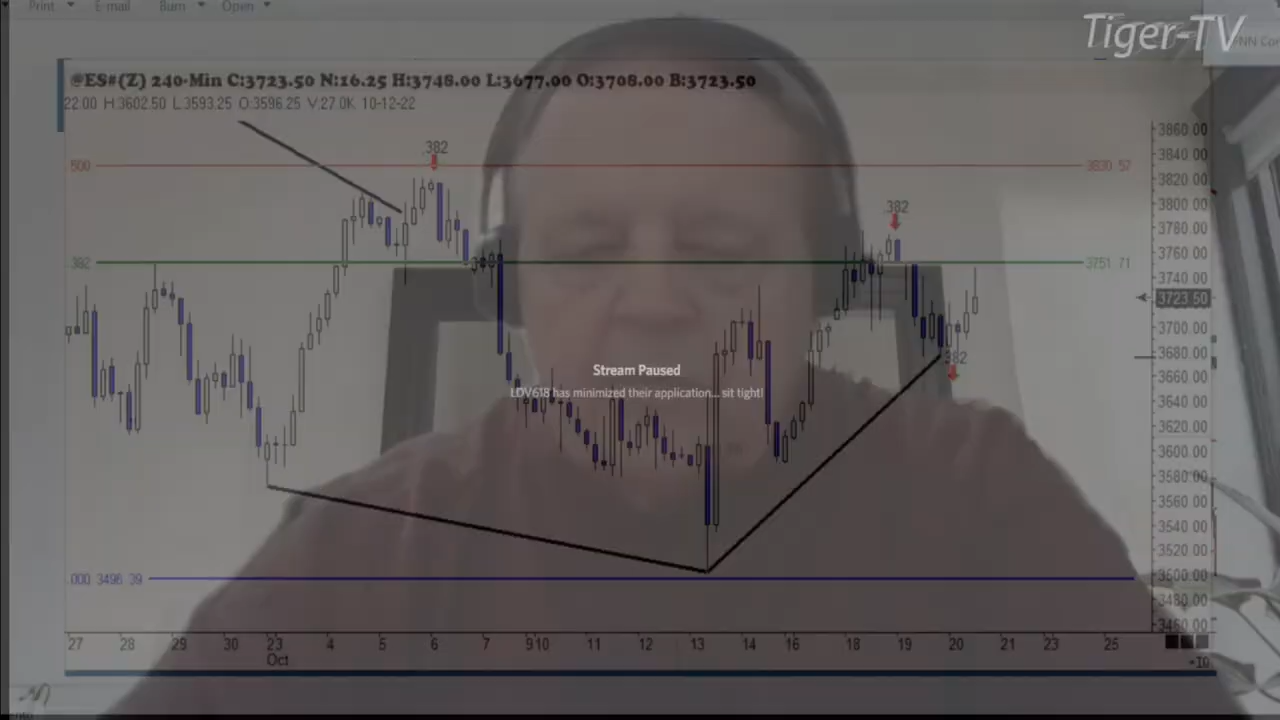 Print E-mail Burn Open
Tiger-TV
@ES#(Z) 240-Min C:3723.50 N:16.25 H:3748.00 L:3677.00 O:3708.00 B:3723.50
22.00 H:3602.50 L:3593.25 O:3596.25 V:27.0K 10-12-22
3860.00
.382
3840.00
500 3830 57
3820.00
.382
3800.00
3780.00
382 3751 71
3760.00
3740.00
3723.50
3700.00
.382
3680.00
Stream Paused
LDV618 has minimized their application... sit tight!
3660.00
3640.00
3620.00
3600.00
3580.00
3560.00
3540.00
3520.00
.000 3496 39
3500.00
3480.00
3460.00
27 28 29 30 23 4 5 6 7 910 11 12 13 14 16 18 19 20 21 23 25
Oct
-10